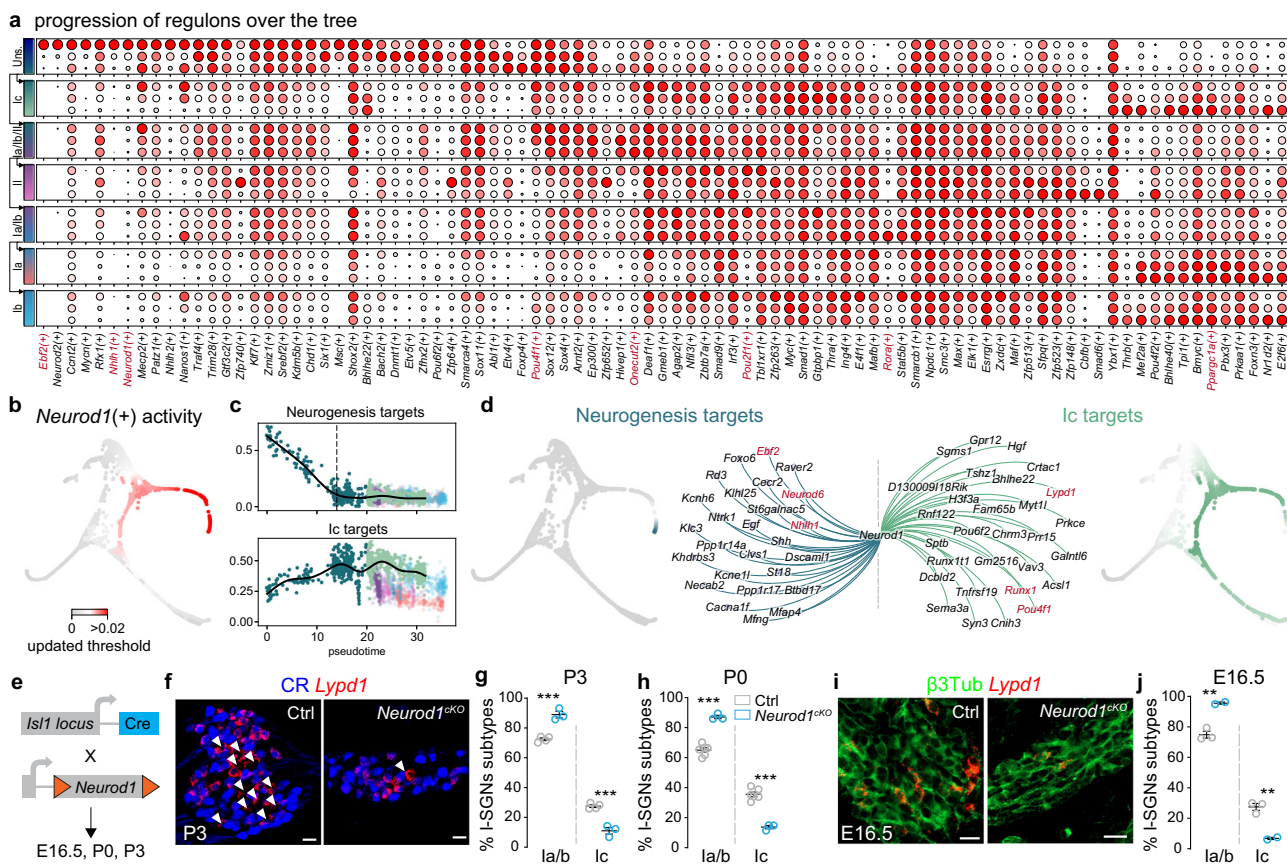 a progression of regulons over the tree
Uns.
Ic
Ia/Ib/II
II
Ia/Ib
Ia
Ib
Ebf2(+)
Neurod2(+)
Ccnt2(+)
Mycn(+)
Rfx1(+)
Nhlh1(+)
Neurod1(+)
Mecp2(+)
Patz1(+)
Nhlh2(+)
Nanos1(+)
Traf4(+)
Trim28(+)
Gtf3c2(+)
Zfp740(+)
Klf7(+)
Zmiz1(+)
Srebf2(+)
Kdm5b(+)
Chd1(+)
Six1(+)
Msc(+)
Shox2(+)
Bhlhe22(+)
Bach2(+)
Dnmt1(+)
Etv5(+)
Zfhx2(+)
Pou6f2(+)
Zfp64(+)
Smarca4(+)
Sox11(+)
Abl1(+)
Etv4(+)
Foxp4(+)
Pou4f1(+)
Sox12(+)
Sox4(+)
Arnt2(+)
Ep300(+)
Zfp652(+)
Hivep1(+)
Onecut2(+)
Deaf1(+)
Gmeb1(+)
Agap2(+)
Nfil3(+)
Zbtb7a(+)
Smad9(+)
Irf3(+)
Pou2f1(+)
Tbl1xr1(+)
Zfp263(+)
Myc(+)
Smad1(+)
Gtpbp1(+)
Thra(+)
Ing4(+)
E4f1(+)
Mafb(+)
Rora(+)
Stat5b(+)
Smarcb1(+)
Npdc1(+)
Smc3(+)
Max(+)
Elk1(+)
Esrrg(+)
Zxdc(+)
Maf(+)
Zfp513(+)
Zfp523(+)
Sfpq(+)
Zfp148(+)
Cbfb(+)
Smad6(+)
Ybx1(+)
Thrb(+)
Mef2a(+)
Pou4f2(+)
Bhlhe40(+)
Tpi1(+)
Bmyc(+)
Ppargc1a(+)
Pbx3(+)
Prkaa1(+)
Foxn3(+)
Nr1d2(+)
E2f6(+)
b Neurod1(+) activity
0 >0.02
updated threshold
c
Neurogenesis targets
0.5
0.0
Ic targets
0.50
0.25
0 10 20 30
pseudotime
d
Neurogenesis targets
Ic targets
Ebf2
Foxo6
Raver2
Rd3
Cecr2
Klhl25
Neurod6
Kcnh6
St6galnac5
Ntrk1
Egf
Nhlh1
Klc3
Shh
Ppp1r14a
Clvs1
Dscaml1
Khdrbs3
Kcne1l
St18
Necab2
Ppp1r17
Btbd17
Cacna1f
Mfap4
Mfng
Neurod1
Gpr12
Sgms1
Hgf
Tshz1
Crtac1
Bhlhe22
D130009I18Rik
Lypd1
H3f3a
Myt1l
Rnf122
Fam65b
Prkce
Pou6f2
Chrm3
Prr15
Sptb
Galntl6
Runx1t1
Gm2516
Vav3
Dcbld2
Acsl1
Tnfrsf19
Runx1
Sema3a
Pou4f1
Syn3
Cnih3
e
Isl1 locus
Cre
X
Neurod1
E16.5, P0, P3
f CR Lypd1
Ctrl
Neurod1cKO
P3
g P3
% I-SGNs subtypes
100
80
60
40
20
0
***
***
Ia/b Ic
h P0
% I-SGNs subtypes
100
80
60
40
20
0
Ctrl
Neurod1cKO
***
***
Ia/b Ic
i β3Tub Lypd1
Ctrl
Neurod1cKO
E16.5
j E16.5
% I-SGNs subtypes
100
80
60
40
20
0
**
**
Ia/b Ic